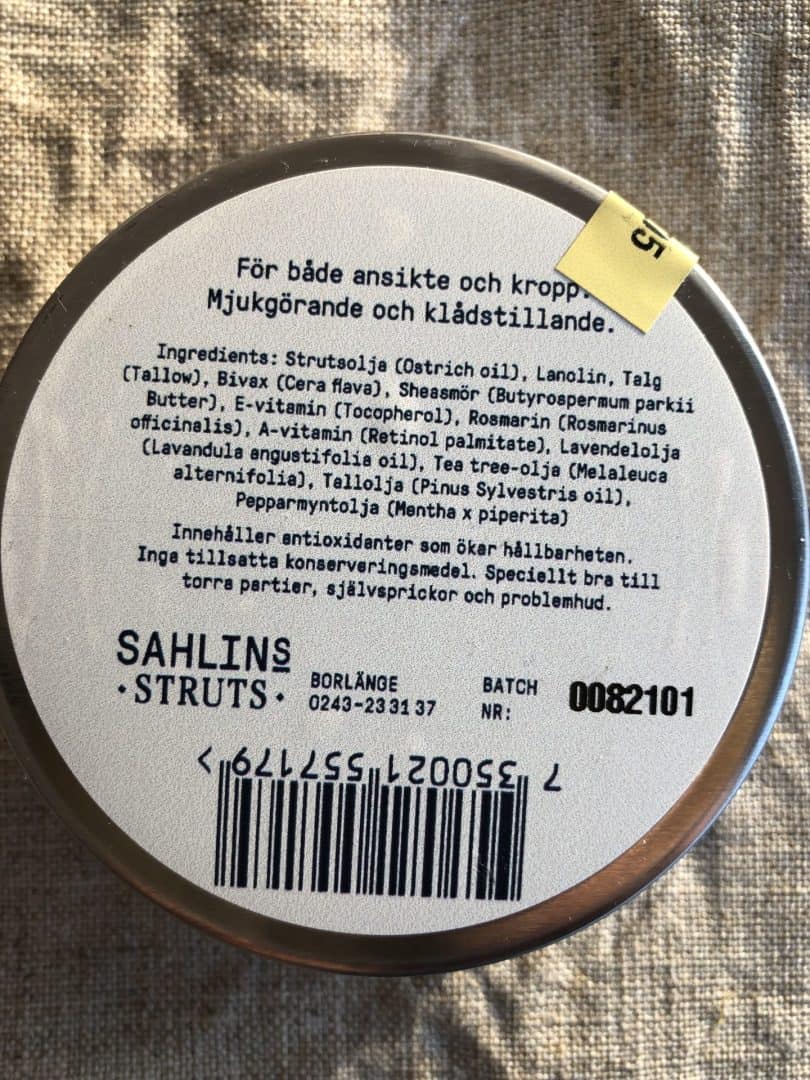 För både ansikte och kropp.
Mjukgörande och klådstillande.
Ingredients: Strutsolja (Ostrich oil), Lanolin, Talg
(Tallow), Bivax (Cera flava), Sheasmör (Butyrospermum parkii
Butter), E-vitamin (Tocopherol), Rosmarin (Rosmarinus
officinalis), A-vitamin (Retinol palmitate), Lavendelolja
(Lavandula angustifolia oil), Tea tree-olja (Melaleuca
alternifolia), Tallolja (Pinus Sylvestris oil),
Pepparmyntolja (Mentha x piperita)
Innehåller antioxidanter som ökar hållbarheten.
Inga tillsatta konserveringsmedel. Speciellt bra till
torra partier, självsprickor och problemhud.
SAHLINS
·STRUTS·
BORLÄNGE
0243-23 31 37
BATCH
NR:
0082101
7 350021 557179 >